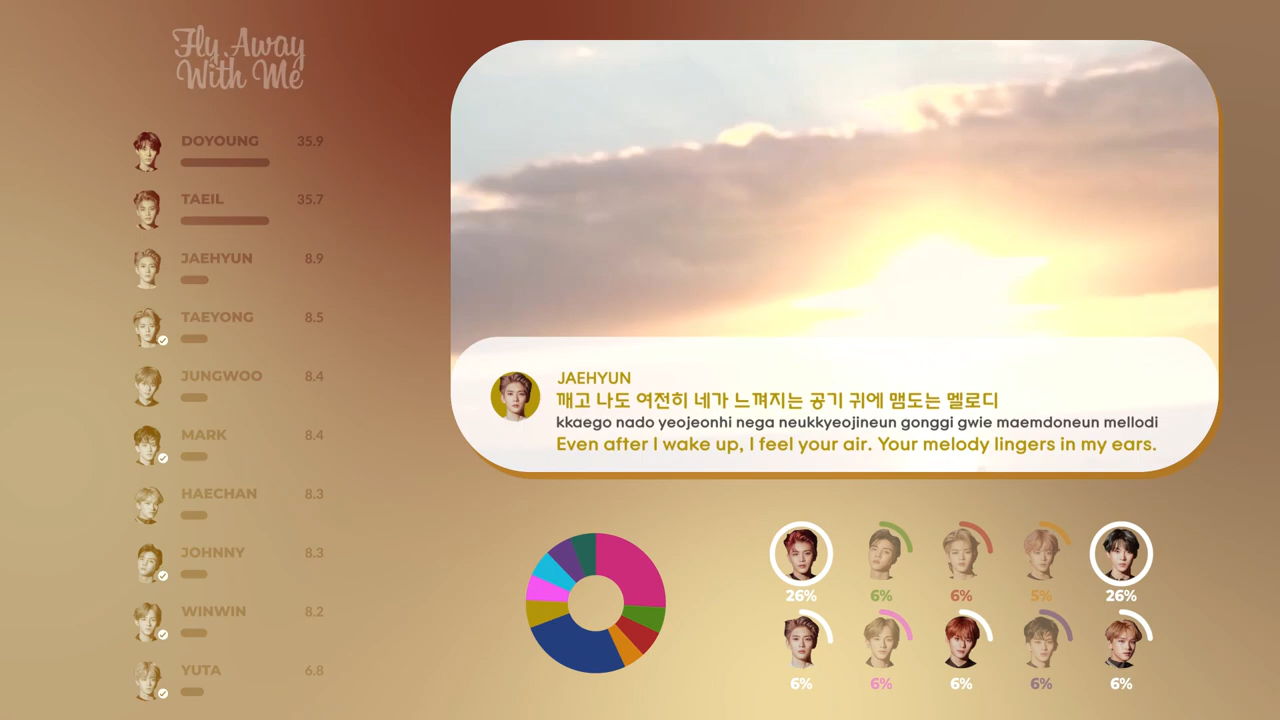 Fly Away
With Me
DOYOUNG 35.9
TAEIL 35.7
JAEHYUN 8.9
TAEYONG 8.5
JUNGWOO 8.4
MARK 8.4
HAECHAN 8.3
JOHNNY 8.3
WINWIN 8.2
YUTA 6.8
JAEHYUN
깨고 나도 여전히 네가 느껴지는 공기 귀에 맴도는 멜로디
kkaego nado yeojeonhi nega neukkyeojineun gonggi gwie maemdoneun mellodi
Even after I wake up, I feel your air. Your melody lingers in my ears.
26% 6% 6% 5% 26%
6% 6% 6% 6% 6%